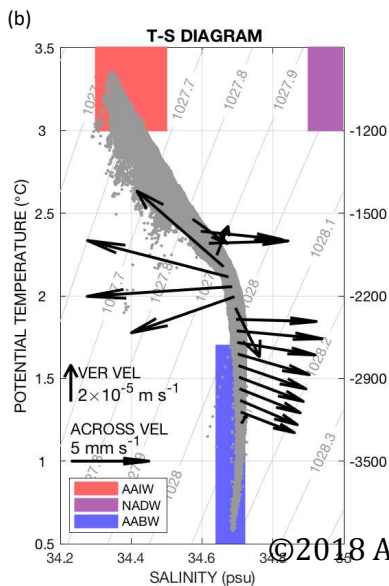 (b)
T-S DIAGRAM
3.5
3
2.5
2
1.5
1
0.5
POTENTIAL TEMPERATURE (°C)
1027.7
1027.8
1027.9
1028.1
1028
1028.2
1028.3
1028
-1200
-1500
-2200
-2900
-3500
VER VEL
2×10⁻⁵ m s⁻¹
ACROSS VEL
5 mm s⁻¹
AAIW
NADW
AABW
34.2 34.4 34.6 34.8 35
SALINITY (psu)
©2018 A